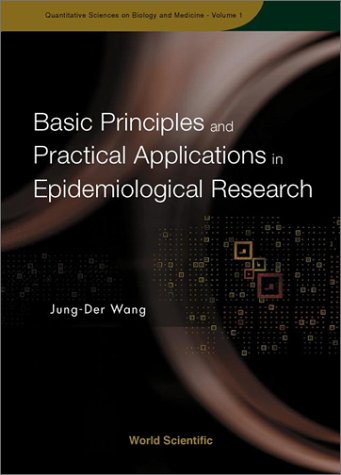 Quantitative Sciences on Biology and Medicine - Volume 1
Basic Principles and
Practical Applications in
Epidemiological Research
Jung-Der Wang
World Scientific